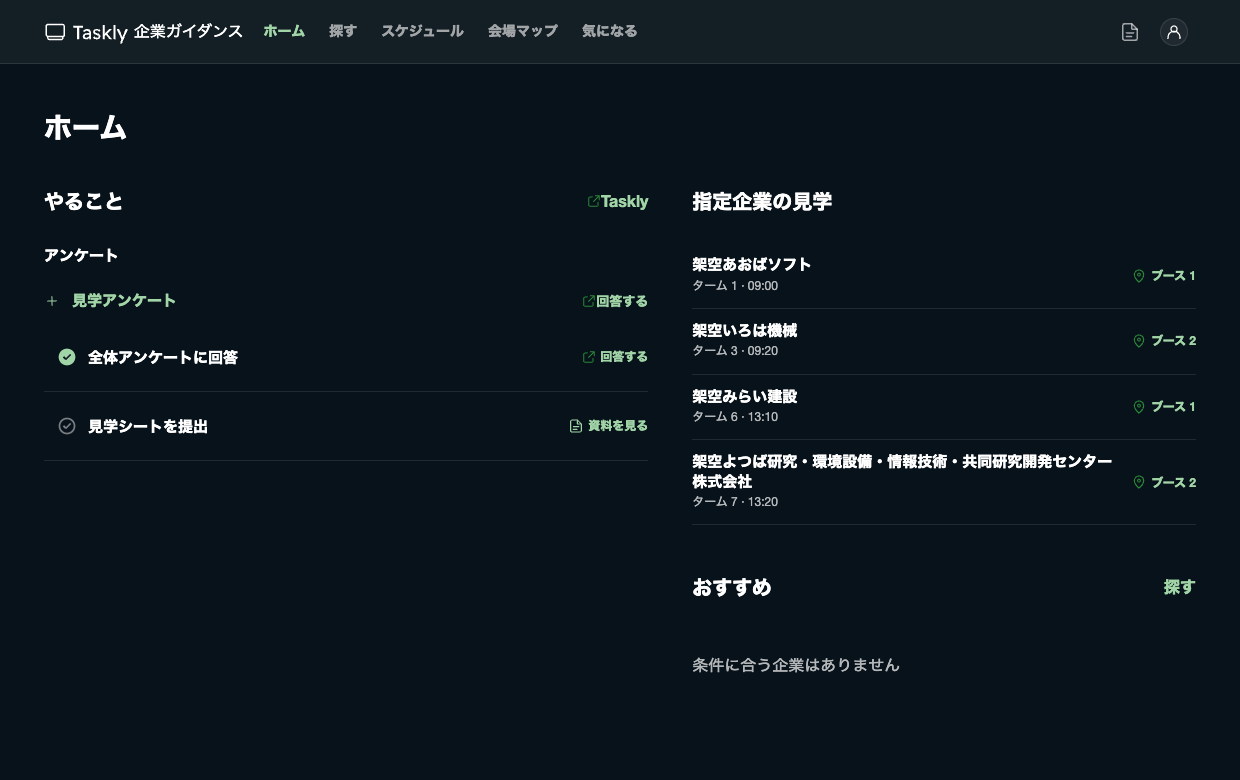 Taskly 企業ガイダンス ホーム 探す スケジュール 会場マップ 気になる
ホーム
やること Taskly
アンケート
見学アンケート 回答する
全体アンケートに回答 回答する
見学シートを提出 資料を見る
指定企業の見学
架空あおばソフト
ターム 1 · 09:00
ブース 1
架空いろは機械
ターム 3 · 09:20
ブース 2
架空みらい建設
ターム 6 · 13:10
ブース 1
架空よつば研究・環境設備・情報技術・共同研究開発センター
株式会社
ターム 7 · 13:20
ブース 2
おすすめ 探す
条件に合う企業はありません